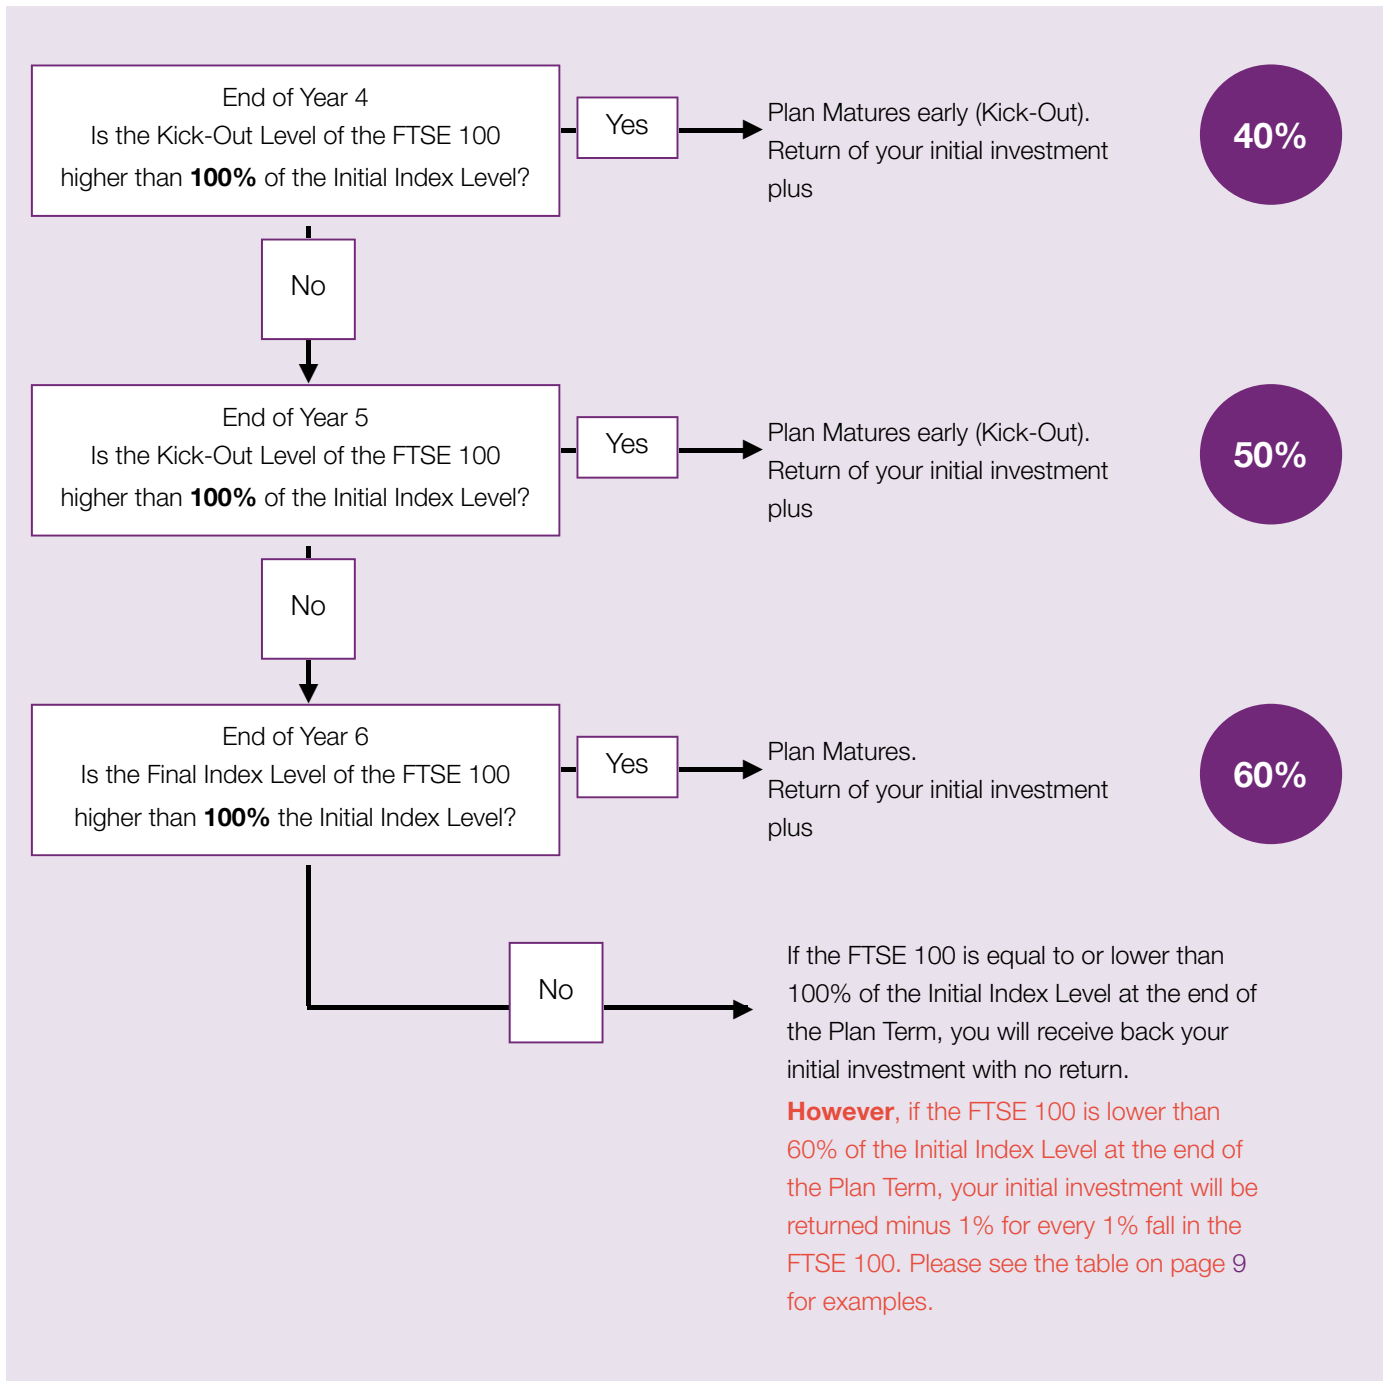 End of Year 4
Is the Kick-Out Level of the FTSE 100
higher than 100% of the Initial Index Level?
Yes
Plan Matures early (Kick-Out).
Return of your initial investment
plus
40%
No
End of Year 5
Is the Kick-Out Level of the FTSE 100
higher than 100% of the Initial Index Level?
Yes
Plan Matures early (Kick-Out).
Return of your initial investment
plus
50%
No
End of Year 6
Is the Final Index Level of the FTSE 100
higher than 100% the Initial Index Level?
Yes
Plan Matures.
Return of your initial investment
plus
60%
No
If the FTSE 100 is equal to or lower than
100% of the Initial Index Level at the end of
the Plan Term, you will receive back your
initial investment with no return.
However, if the FTSE 100 is lower than
60% of the Initial Index Level at the end of
the Plan Term, your initial investment will be
returned minus 1% for every 1% fall in the
FTSE 100. Please see the table on page 9
for examples.